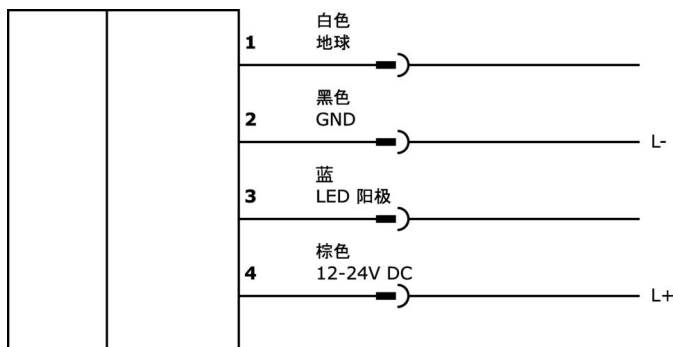 白色
1 地球
黑色
2 GND
L-
蓝
3 LED 阳极
棕色
4 12-24V DC
L+